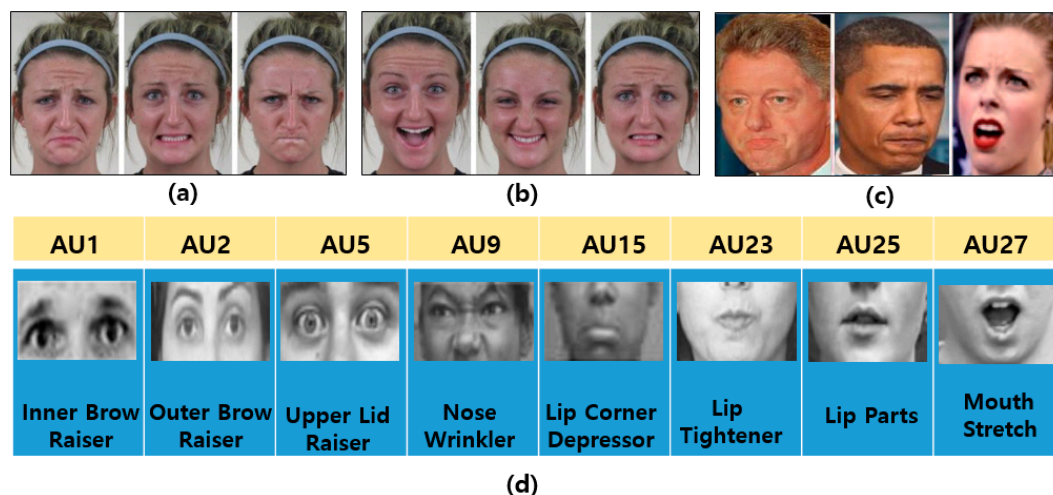 (a)
(b)
(c)
AU1
AU2
AU5
AU9
AU15
AU23
AU25
AU27
Inner Brow
Raiser
Outer Brow
Raiser
Upper Lid
Raiser
Nose
Wrinkler
Lip Corner
Depressor
Lip
Tightener
Lip Parts
Mouth
Stretch
(d)